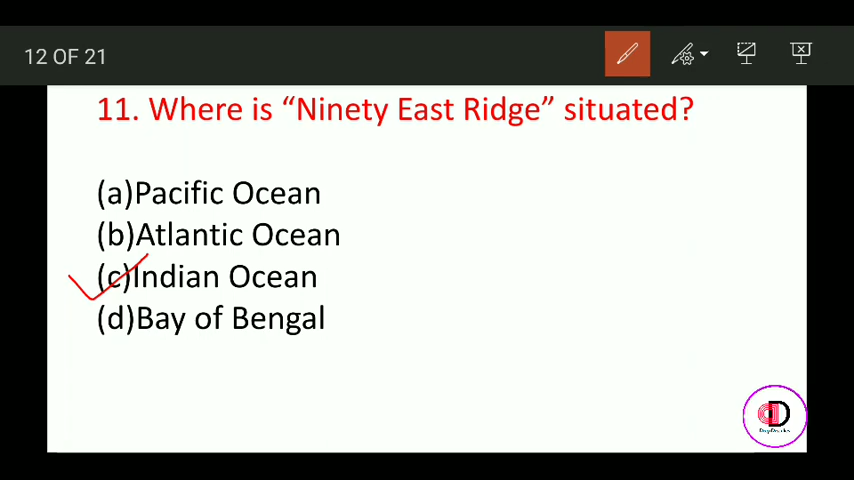 12 OF 21
11. Where is “Ninety East Ridge” situated?
(a)Pacific Ocean
(b)Atlantic Ocean
(c)Indian Ocean
(d)Bay of Bengal